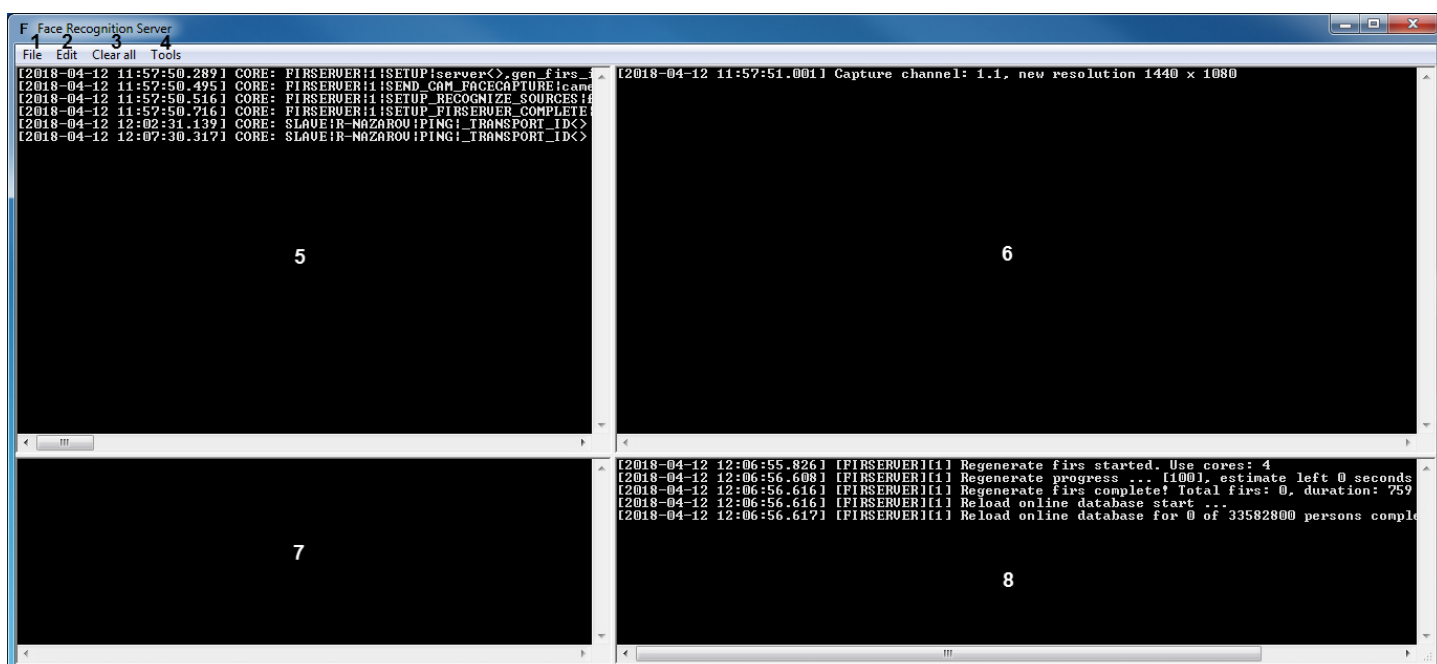 F Face Recognition Server
1 2 3 4
File Edit Clear all Tools
[2018-04-12 11:57:50.289] CORE: FIRSERVER|1|SETUP|server<>,gen_firs_i
[2018-04-12 11:57:50.495] CORE: FIRSERVER|1|SEND_CAM_FACECAPTURE|came
[2018-04-12 11:57:50.516] CORE: FIRSERVER|1|SETUP_RECOGNIZE_SOURCES|f
[2018-04-12 11:57:50.716] CORE: FIRSERVER|1|SETUP_FIRSERVER_COMPLETE|
[2018-04-12 12:02:31.139] CORE: SLAVE|R-NAZAROV|PING|_TRANSPORT_ID<>
[2018-04-12 12:07:30.317] CORE: SLAVE|R-NAZAROV|PING|_TRANSPORT_ID<>
5
[2018-04-12 11:57:51.001] Capture channel: 1.1, new resolution 1440 x 1080
6
7
[2018-04-12 12:06:55.826] [FIRSERVER][1] Regenerate firs started. Use cores: 4
[2018-04-12 12:06:56.608] [FIRSERVER][1] Regenerate progress ... [100], estimate left 0 seconds
[2018-04-12 12:06:56.616] [FIRSERVER][1] Regenerate firs complete! Total firs: 0, duration: 759
[2018-04-12 12:06:56.616] [FIRSERVER][1] Reload online database start ...
[2018-04-12 12:06:56.617] [FIRSERVER][1] Reload online database for 0 of 33582800 persons comple
8